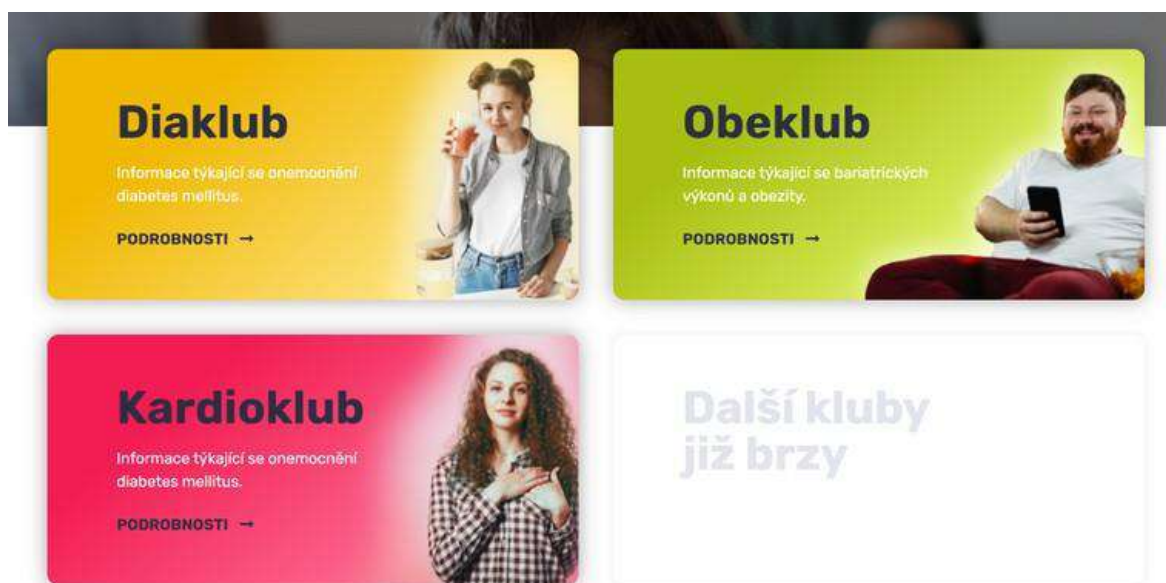 Diaklub
Informace týkající se onemocnění
diabetes mellitus.
PODROBNOSTI →
Obeklub
Informace týkající se bariatrických
výkonů a obezity.
PODROBNOSTI →
Kardioklub
Informace týkající se onemocnění
diabetes mellitus.
PODROBNOSTI →
Další kluby
již brzy